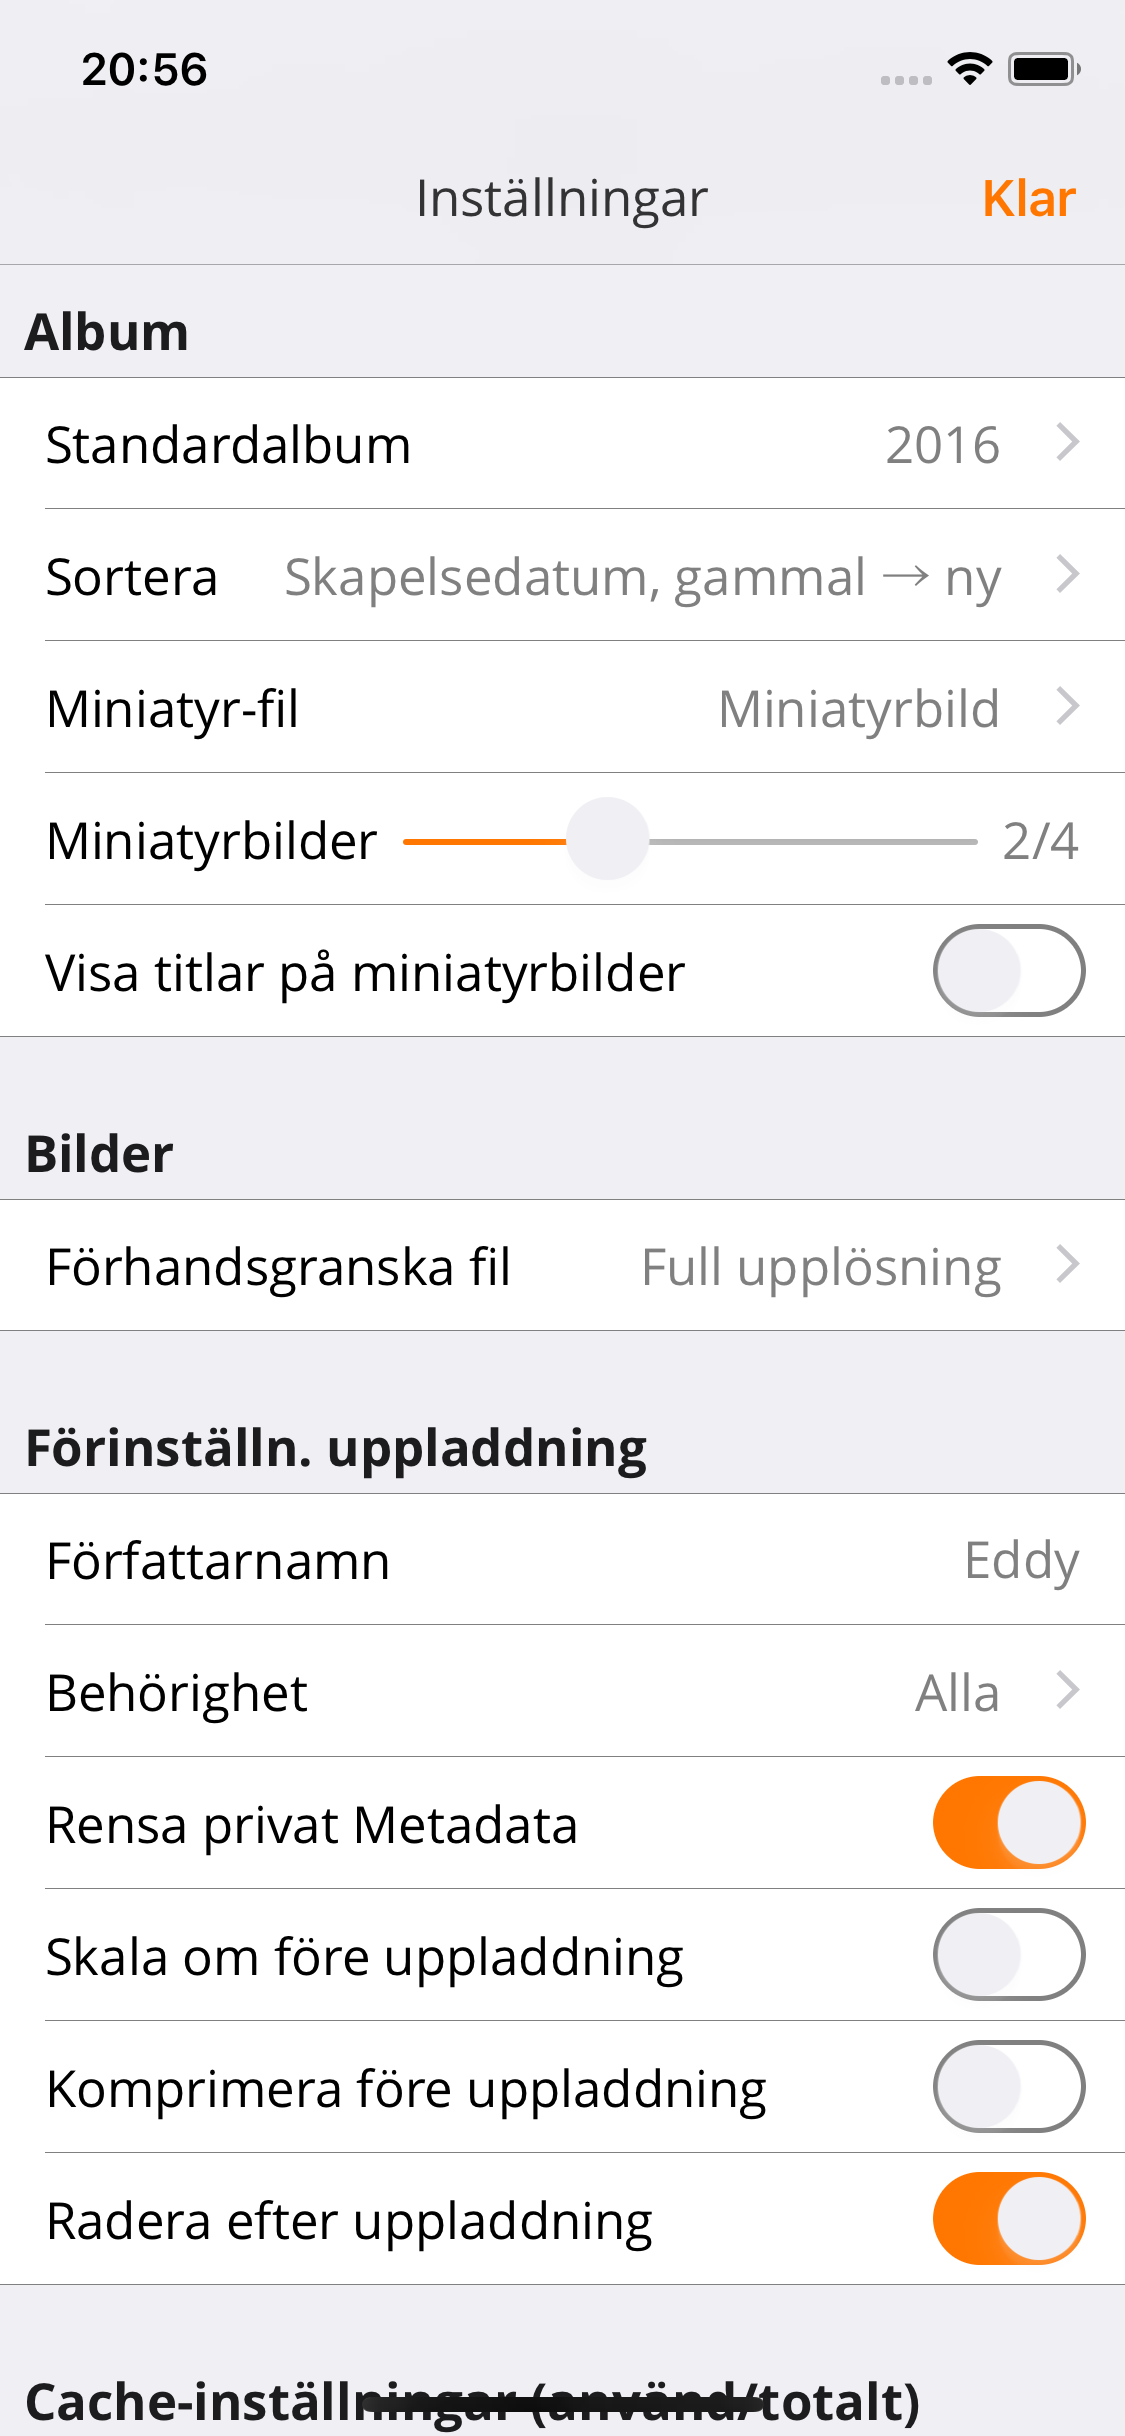 20:56
Inställningar
Klar
Album
Standardalbum 2016
Sortera Skapelsedatum, gammal → ny
Miniatyr-fil Miniatyrbild
Miniatyrbilder 2/4
Visa titlar på miniatyrbilder
Bilder
Förhandsgranska fil Full upplösning
Förinställn. uppladdning
Författarnamn Eddy
Behörighet Alla
Rensa privat Metadata
Skala om före uppladdning
Komprimera före uppladdning
Radera efter uppladdning
Cache-inställningar (använd/totalt)